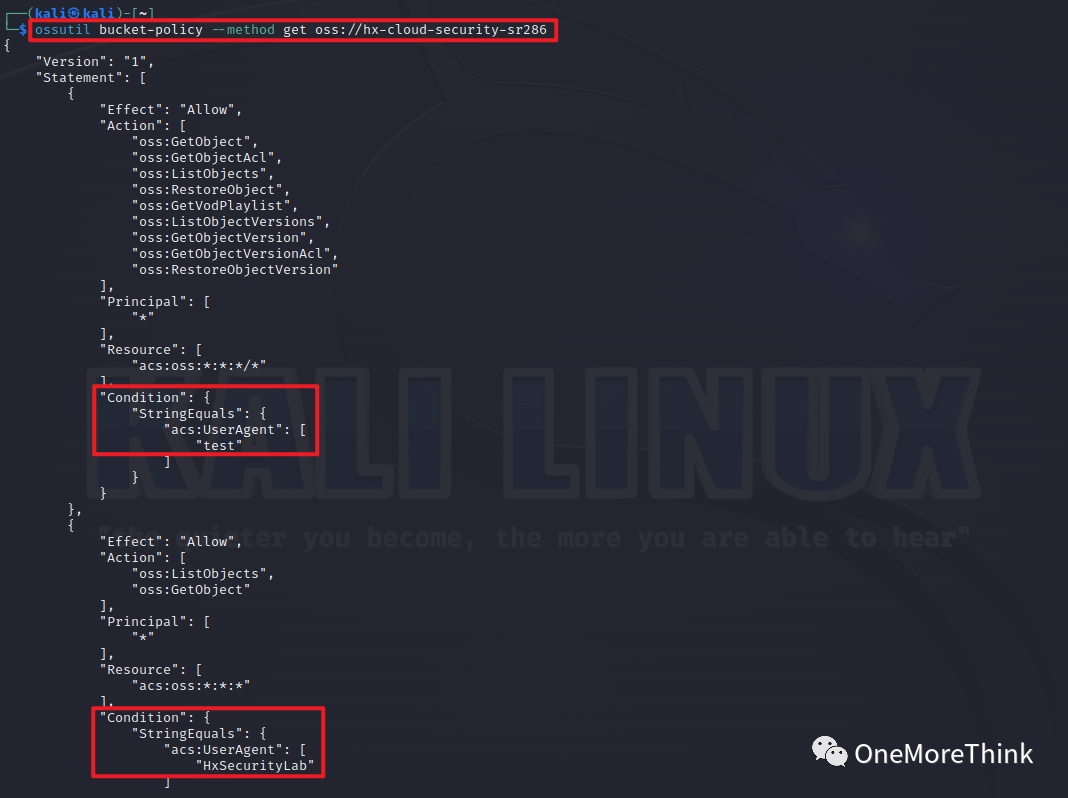 ┌──(kali㉿kali)-[~]
└─$ ossutil bucket-policy --method get oss://hx-cloud-security-sr286
{
    "Version": "1",
    "Statement": [
        {
            "Effect": "Allow",
            "Action": [
                "oss:GetObject",
                "oss:GetObjectAcl",
                "oss:ListObjects",
                "oss:RestoreObject",
                "oss:GetVodPlaylist",
                "oss:ListObjectVersions",
                "oss:GetObjectVersion",
                "oss:GetObjectVersionAcl",
                "oss:RestoreObjectVersion"
            ],
            "Principal": [
                "*"
            ],
            "Resource": [
                "acs:oss:*:*:*/*"
            ],
            "Condition": {
                "StringEquals": {
                    "acs:UserAgent": [
                        "test"
                    ]
                }
            }
        },
        {
            "Effect": "Allow",
            "Action": [
                "oss:ListObjects",
                "oss:GetObject"
            ],
            "Principal": [
                "*"
            ],
            "Resource": [
                "acs:oss:*:*:*"
            ],
            "Condition": {
                "StringEquals": {
                    "acs:UserAgent": [
                        "HxSecurityLab"
                    ]
KALI LINUX
you become, the more you are able to hear"
OneMoreThink